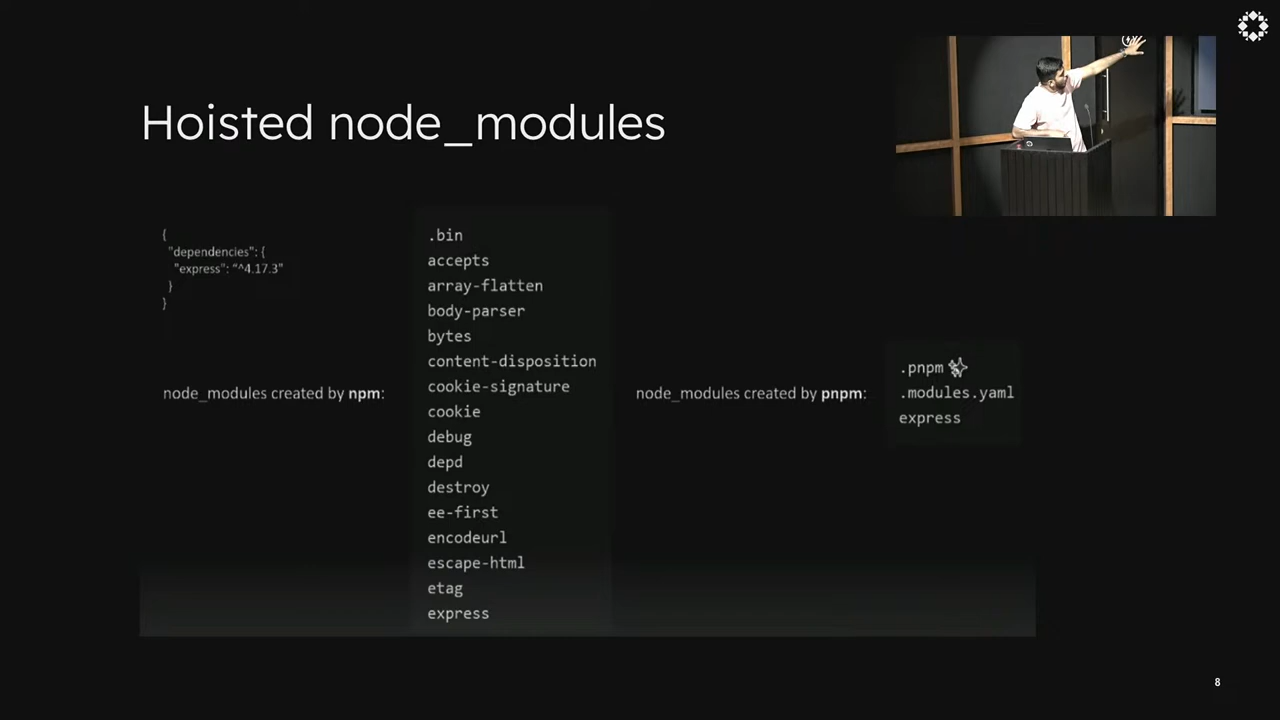 Hoisted node_modules
{
"dependencies": {
"express": "^4.17.3"
}
}
node_modules created by npm:
.bin
accepts
array-flatten
body-parser
bytes
content-disposition
cookie-signature
cookie
debug
depd
destroy
ee-first
encodeurl
escape-html
etag
express
node_modules created by pnpm:
.pnpm
.modules.yaml
express
8